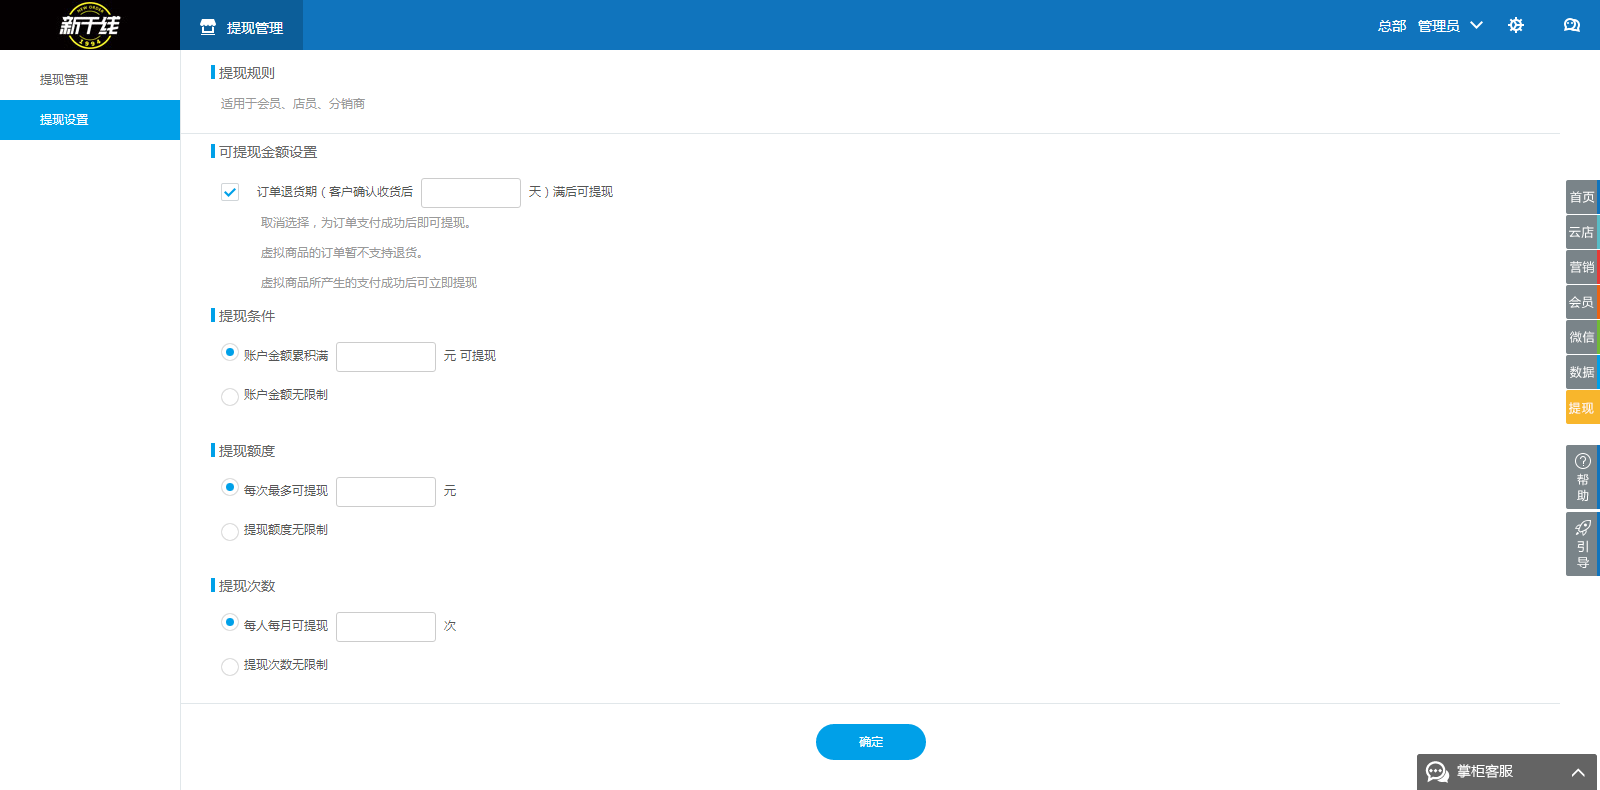 NEW ORDER
新干线
1994
提现管理
总部 管理员
提现管理
提现设置
提现规则
适用于会员、店员、分销商
可提现金额设置
订单退货期（客户确认收货后 天）满后可提现
取消选择，为订单支付成功后即可提现。
虚拟商品的订单暂不支持退货。
虚拟商品所产生的支付成功后可立即提现
提现条件
账户金额累积满 元 可提现
账户金额无限制
提现额度
每次最多可提现 元
提现额度无限制
提现次数
每人每月可提现 次
提现次数无限制
确定
首页
云店
营销
会员
微信
数据
提现
帮
助
引
导
掌柜客服